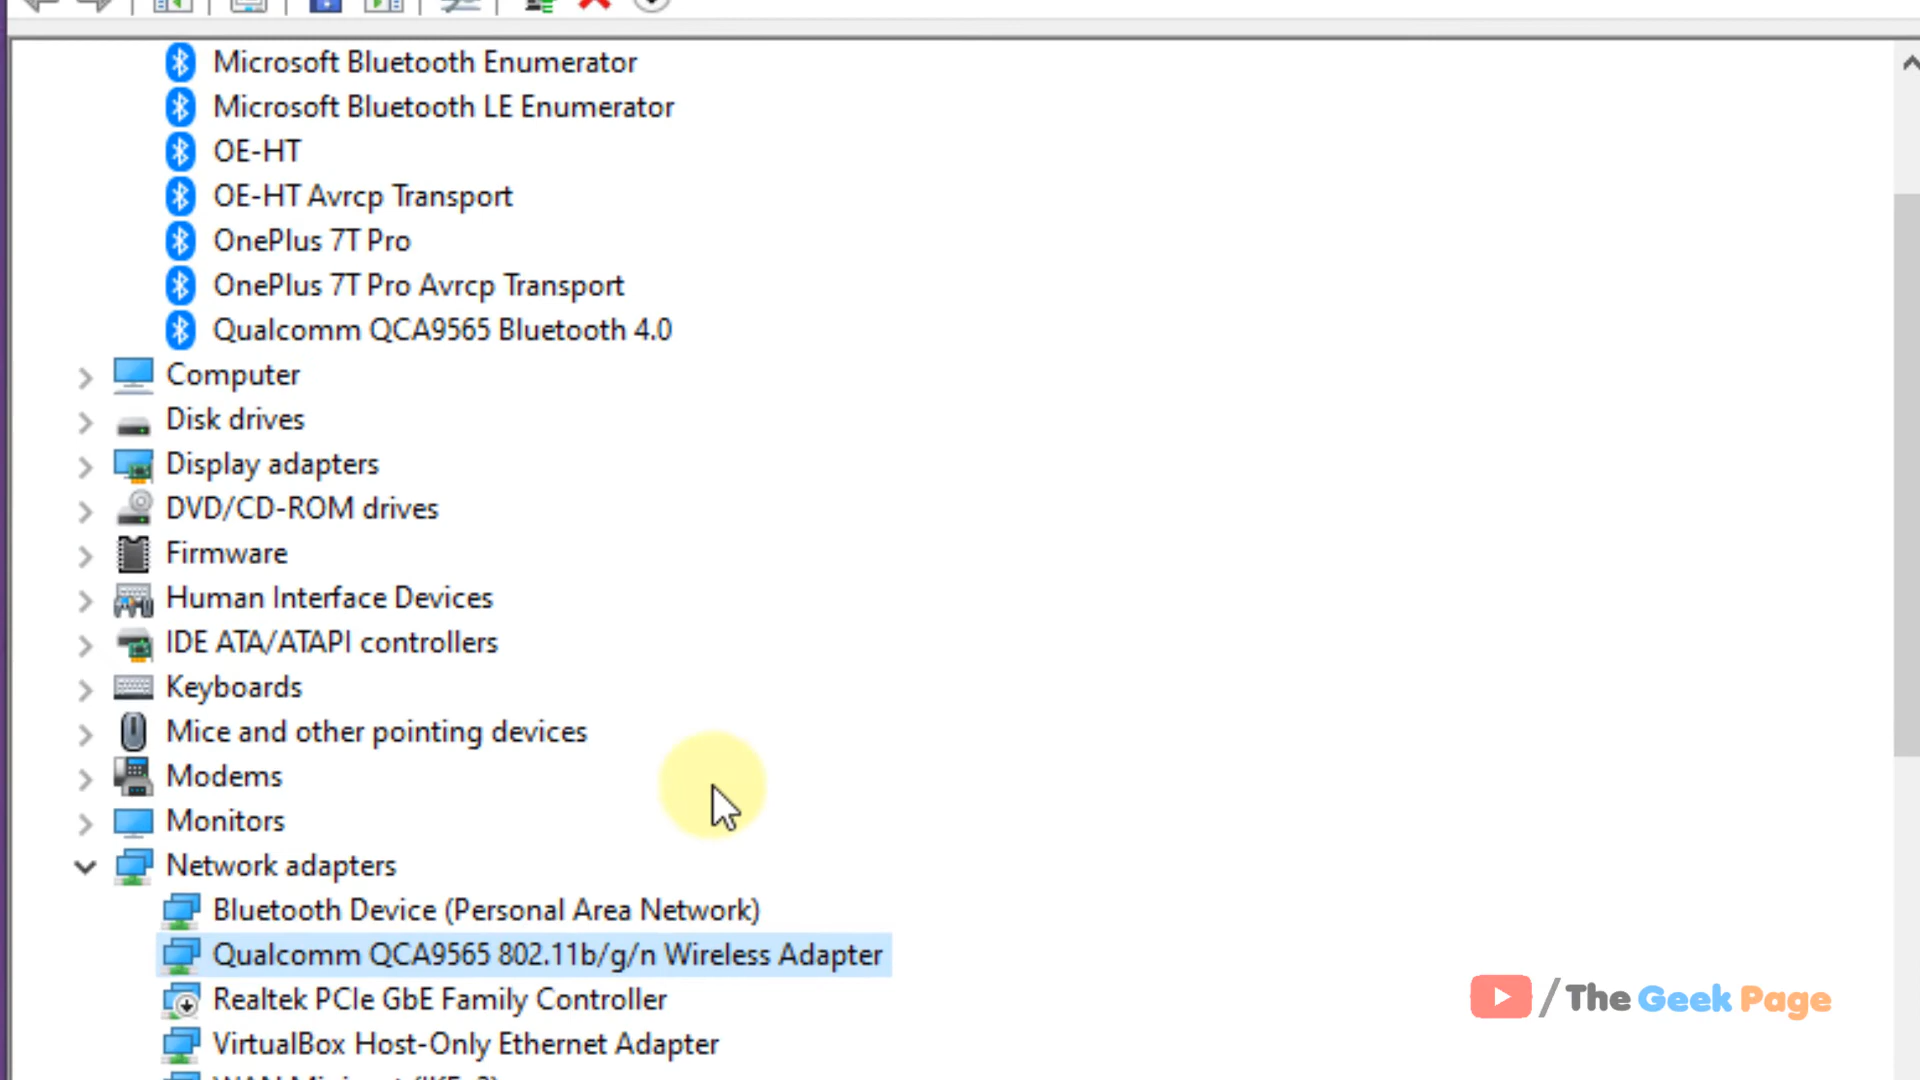 Microsoft Bluetooth Enumerator
Microsoft Bluetooth LE Enumerator
OE-HT
OE-HT Avrcp Transport
OnePlus 7T Pro
OnePlus 7T Pro Avrcp Transport
Qualcomm QCA9565 Bluetooth 4.0
Computer
Disk drives
Display adapters
DVD/CD-ROM drives
Firmware
Human Interface Devices
IDE ATA/ATAPI controllers
Keyboards
Mice and other pointing devices
Modems
Monitors
Network adapters
Bluetooth Device (Personal Area Network)
Qualcomm QCA9565 802.11b/g/n Wireless Adapter
Realtek PCIe GbE Family Controller
VirtualBox Host-Only Ethernet Adapter
/The Geek Page